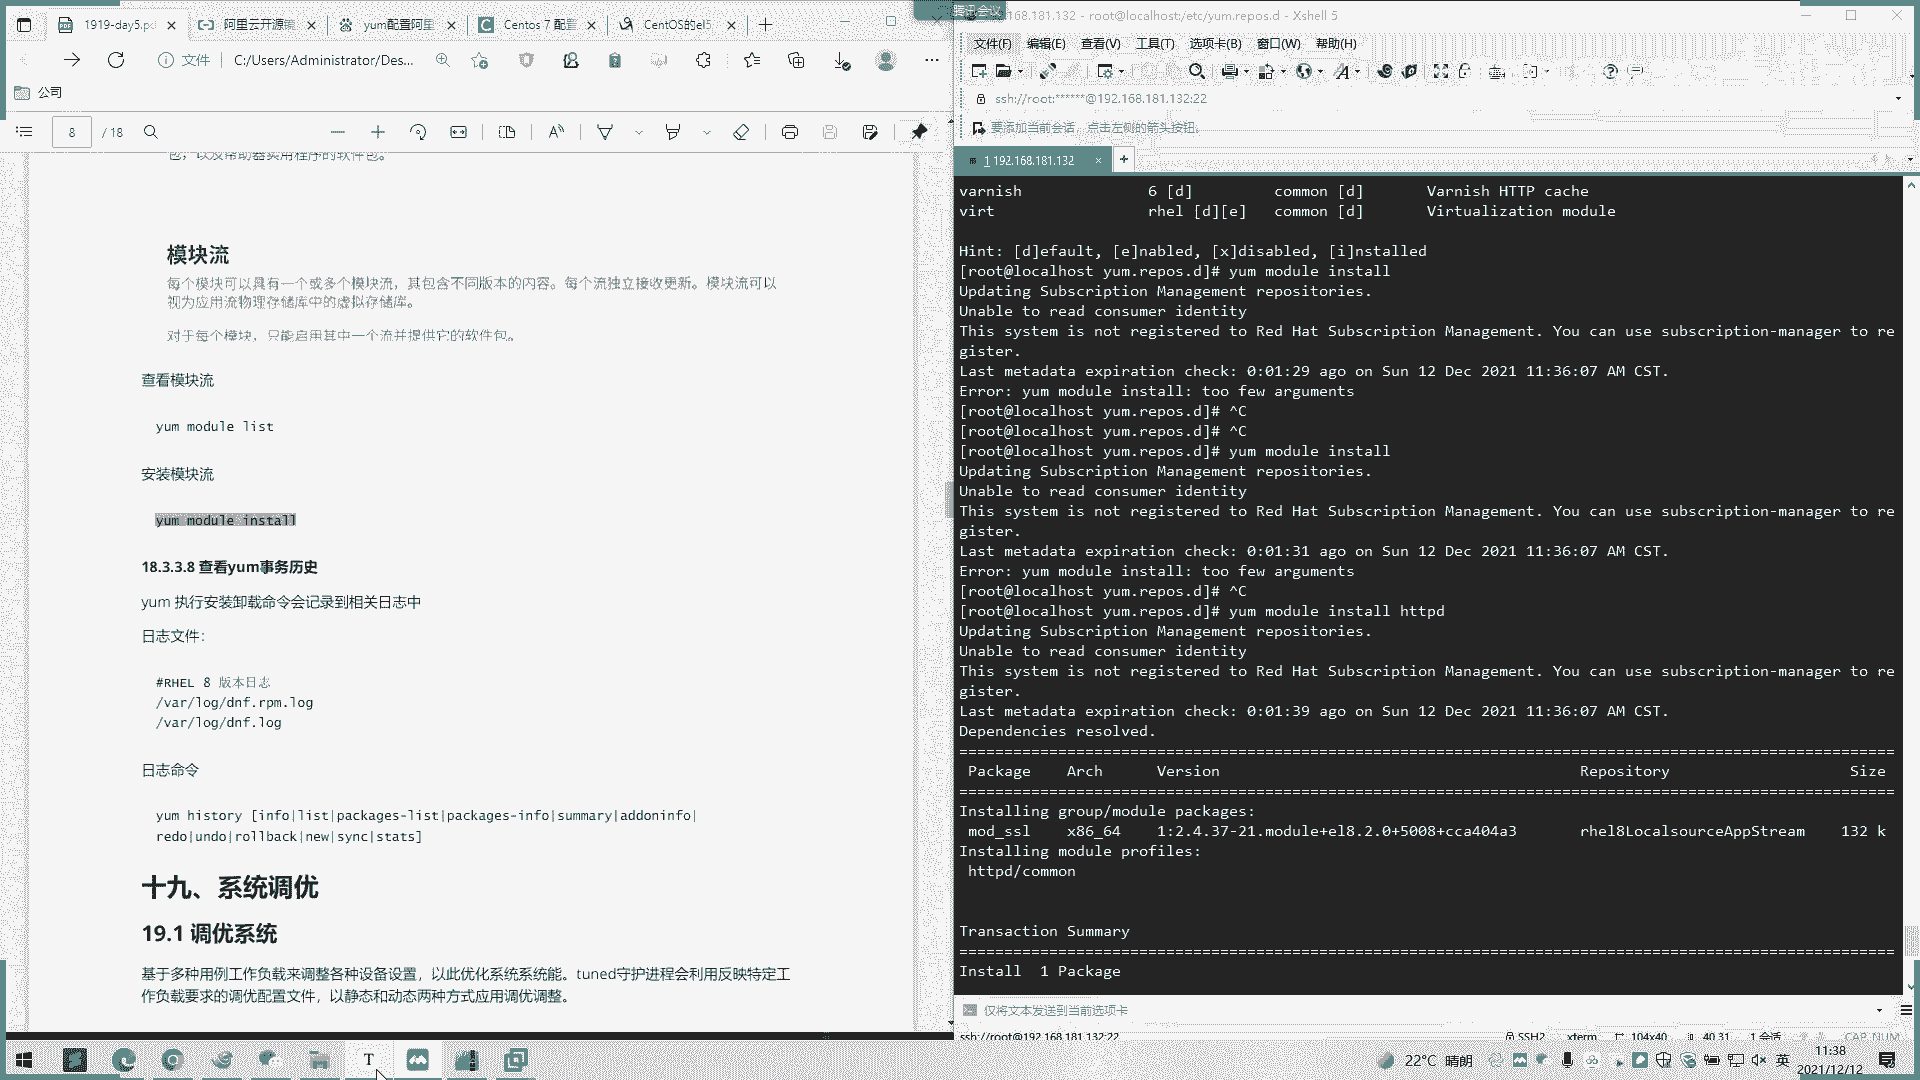 1919-day5.pd
阿里云开源镜
yum配置阿里
Centos 7 配置
CentOS的el5
文件
C:/Users/Administrator/Des...
公司
8 / 18
包，以及帮助器实用程序的软件包。
模块流
每个模块可以具有一个或多个模块流，其包含不同版本的内容。每个流独立接收更新。模块流可以
视为应用流物理存储库中的虚拟存储库。
对于每个模块，只能启用其中一个流并提供它的软件包。
查看模块流
yum module list
安装模块流
yum module install
18.3.3.8 查看yum事务历史
yum 执行安装卸载命令会记录到相关日志中
日志文件：
#RHEL 8 版本日志
/var/log/dnf.rpm.log
/var/log/dnf.log
日志命令
yum history [info|list|packages-list|packages-info|summary|addoninfo|
redo|undo|rollback|new|sync|stats]
十九、系统调优
19.1 调优系统
基于多种用例工作负载来调整各种设备设置，以此优化系统系统能。tuned守护进程会利用反映特定工
作负载要求的调优配置文件，以静态和动态两种方式应用调优调整。
腾讯会议
168.181.132 - root@localhost:/etc/yum.repos.d - Xshell 5
文件(F) 编辑(E) 查看(V) 工具(T) 选项卡(B) 窗口(W) 帮助(H)
ssh://root:******@192.168.181.132:22
要添加当前会话，点击左侧的箭头按钮。
1 192.168.181.132
varnish 6 [d] common [d] Varnish HTTP cache
virt rhel [d][e] common [d] Virtualization module
Hint: [d]efault, [e]nabled, [x]disabled, [i]nstalled
[root@localhost yum.repos.d]# yum module install
Updating Subscription Management repositories.
Unable to read consumer identity
This system is not registered to Red Hat Subscription Management. You can use subscription-manager to re
gister.
Last metadata expiration check: 0:01:29 ago on Sun 12 Dec 2021 11:36:07 AM CST.
Error: yum module install: too few arguments
[root@localhost yum.repos.d]# ^C
[root@localhost yum.repos.d]# ^C
[root@localhost yum.repos.d]# yum module install
Updating Subscription Management repositories.
Unable to read consumer identity
This system is not registered to Red Hat Subscription Management. You can use subscription-manager to re
gister.
Last metadata expiration check: 0:01:31 ago on Sun 12 Dec 2021 11:36:07 AM CST.
Error: yum module install: too few arguments
[root@localhost yum.repos.d]# ^C
[root@localhost yum.repos.d]# yum module install httpd
Updating Subscription Management repositories.
Unable to read consumer identity
This system is not registered to Red Hat Subscription Management. You can use subscription-manager to re
gister.
Last metadata expiration check: 0:01:39 ago on Sun 12 Dec 2021 11:36:07 AM CST.
Dependencies resolved.
Package Arch Version Repository Size
Installing group/module packages:
mod_ssl x86_64 1:2.4.37-21.module+el8.2.0+5008+cca404a3 rhel8LocalsourceAppStream 132 k
Installing module profiles:
httpd/common
Transaction Summary
Install 1 Package
仅将文本发送到当前选项卡
ssh://root@192.168.181.132:22
SSH2 xterm 104x40 40,31 1 会话 CAP NUM
22°C 晴朗
英
11:38
2021/12/12